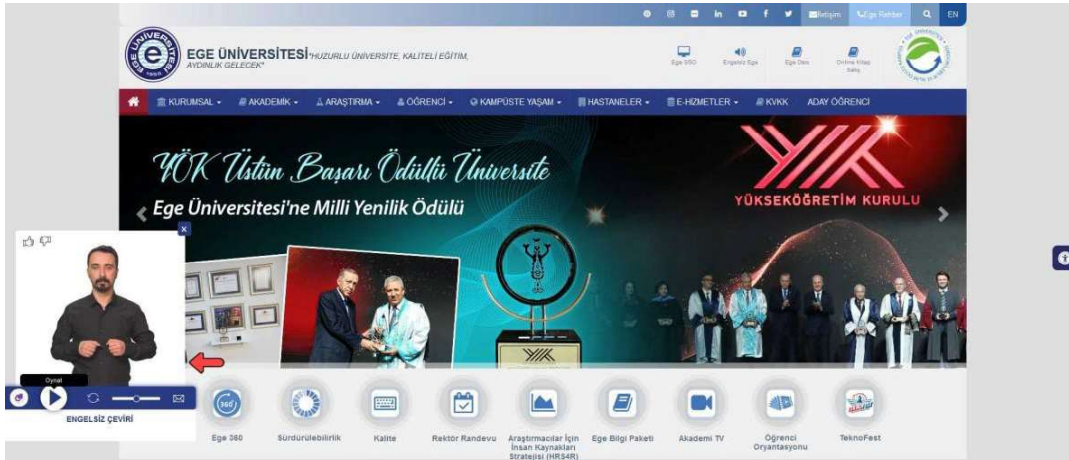 İletişim
Ege Rehber
EN
EGE ÜNİVERSİTESİ "HUZURLU ÜNİVERSİTE, KALİTELİ EĞİTİM,
AYDINLIK GELECEK"
Ege SSO
Engelsiz Ege
Ege Ders
Online Kitap
Satış
KURUMSAL
AKADEMİK
ARAŞTIRMA
ÖĞRENCİ
KAMPÜSTE YAŞAM
HASTANELER
E-HİZMETLER
KVKK
ADAY ÖĞRENCİ
YÖK Üstün Başarı Ödüllü Üniversite
Ege Üniversitesi'ne Milli Yenilik Ödülü
YÜKSEKÖĞRETİM KURULU
x
Oynat
ENGELSİZ ÇEVİRİ
360
Ege 360
Sürdürülebilirlik
Kalite
Rektör Randevu
Araştırmacılar İçin
İnsan Kaynakları
Stratejisi (HRS4R)
Ege Bilgi Paketi
Akademi TV
Öğrenci
Oryantasyonu
TeknoFest